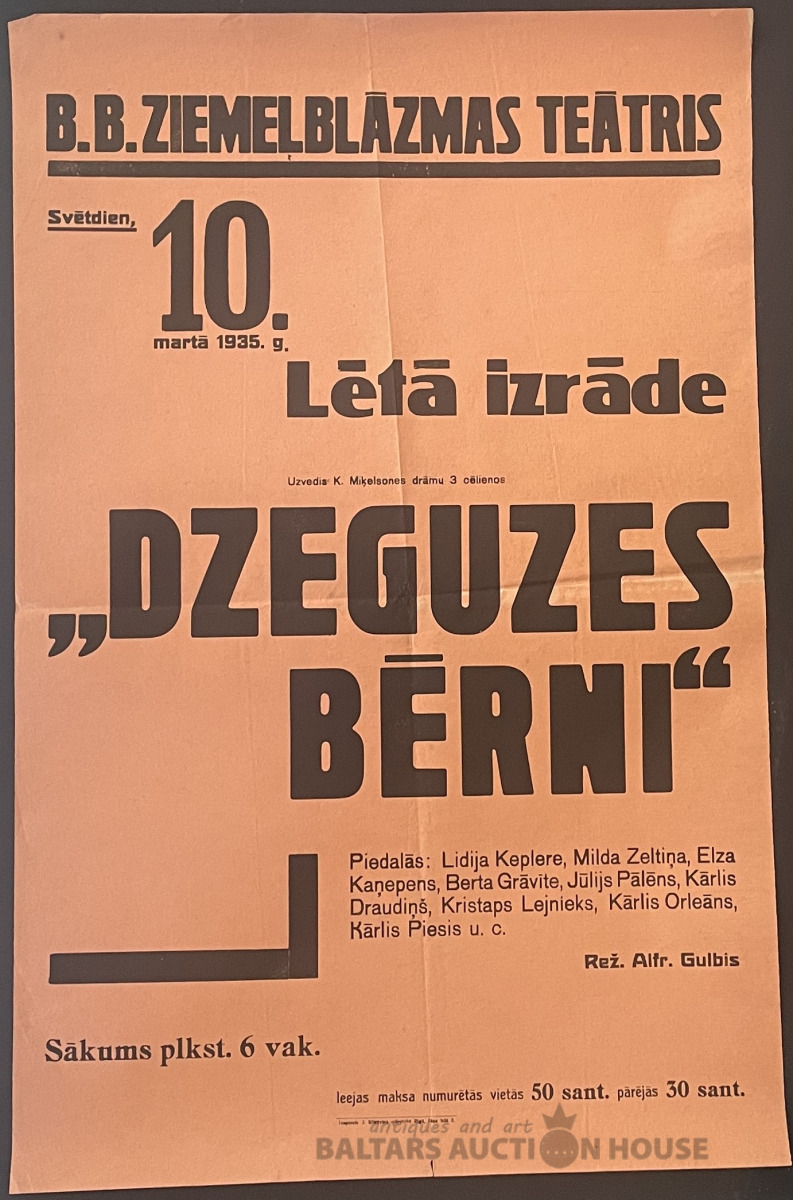 B.B.ZIEMEĻBLĀZMAS TEĀTRIS
Svētdien,
10.
martā 1935. g.
Lētā izrāde
Uzvedīs K. Miķelsones drāmu 3 cēlienos
„DZEGUZES
BĒRNI“
Piedalās: Lidija Keplere, Milda Zeltiņa, Elza
Kaņepens, Berta Grāvīte, Jūlijs Pālēns, Kārlis
Draudiņš, Kristaps Lejnieks, Kārlis Orleāns,
Kārlis Piesis u. c.
Rež. Alfr. Gulbis
Sākums plkst. 6 vak.
Ieejas maksa numurētās vietās 50 sant. pārējās 30 sant.
antiques and art
BALTARS AUCTION HOUSE